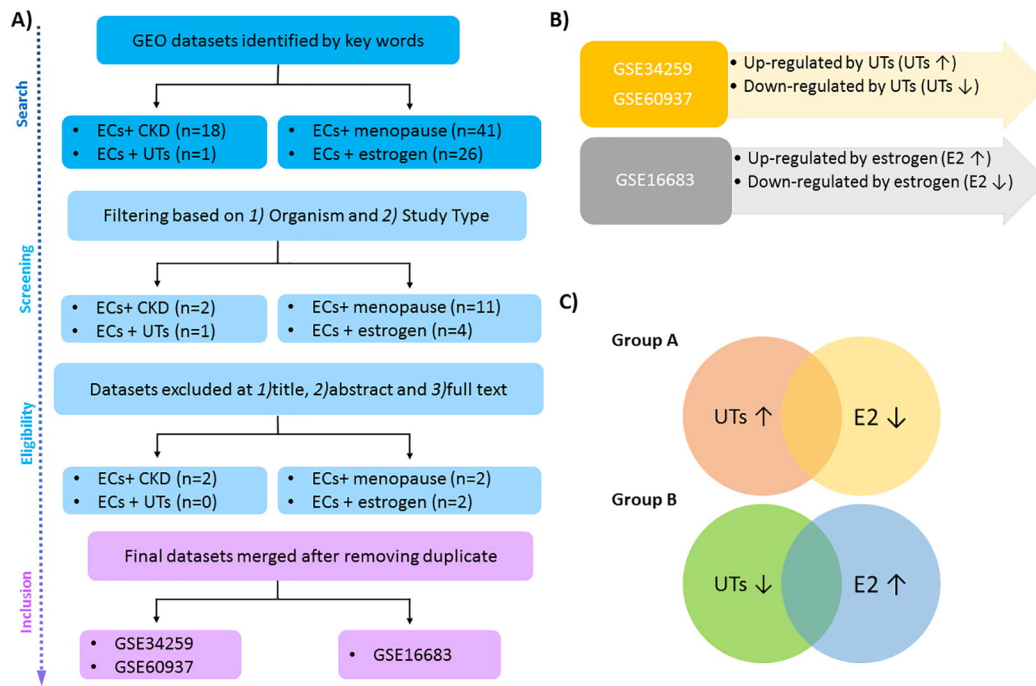 A)
GEO datasets identified by key words
Search
• ECs+ CKD (n=18)
• ECs + UTs (n=1)
• ECs+ menopause (n=41)
• ECs + estrogen (n=26)
Filtering based on 1) Organism and 2) Study Type
Screening
• ECs+ CKD (n=2)
• ECs + UTs (n=1)
• ECs+ menopause (n=11)
• ECs + estrogen (n=4)
Datasets excluded at 1)title, 2)abstract and 3)full text
Eligibility
• ECs+ CKD (n=2)
• ECs + UTs (n=0)
• ECs+ menopause (n=2)
• ECs + estrogen (n=2)
Final datasets merged after removing duplicate
Inclusion
• GSE34259
• GSE60937
• GSE16683
B)
GSE34259
GSE60937
• Up-regulated by UTs (UTs ↑)
• Down-regulated by UTs (UTs ↓)
GSE16683
• Up-regulated by estrogen (E2 ↑)
• Down-regulated by estrogen (E2 ↓)
C)
Group A
UTs ↑
E2 ↓
Group B
UTs ↓
E2 ↑